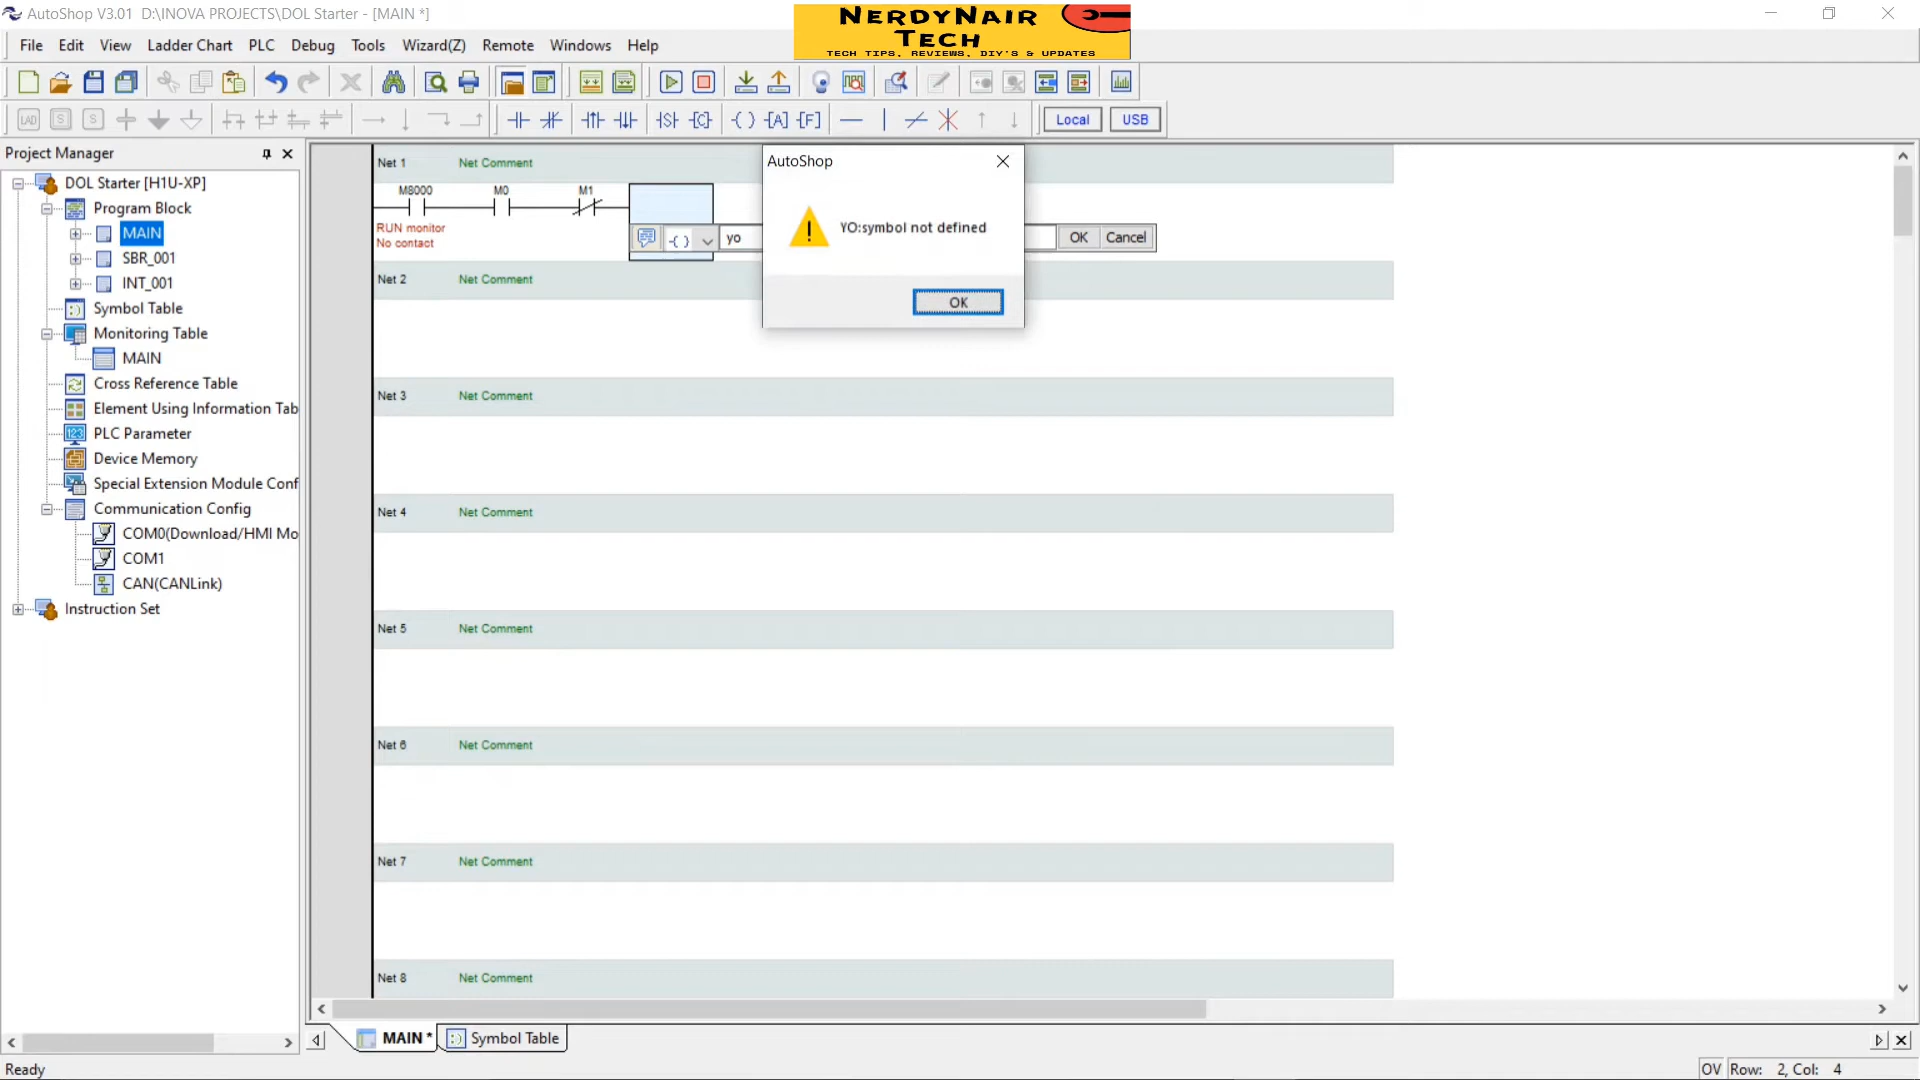 AutoShop V3.01 D:\INOVA PROJECTS\DOL Starter - [MAIN *]
NERDYNAIR
TECH
TECH TIPS, REVIEWS, DIY'S & UPDATES
File Edit View Ladder Chart PLC Debug Tools Wizard(Z) Remote Windows Help
LAD S S S C A F Local USB
Project Manager
DOL Starter [H1U-XP]
Program Block
MAIN
SBR_001
INT_001
Symbol Table
Monitoring Table
MAIN
Cross Reference Table
Element Using Information Tab
PLC Parameter
Device Memory
Special Extension Module Conf
Communication Config
COM0(Download/HMI Mo
COM1
CAN(CANLink)
Instruction Set
Net 1 Net Comment
M8000 M0 M1
RUN monitor
No contact
-( ) yo OK Cancel
AutoShop
YO:symbol not defined
OK
Net 2 Net Comment
Net 3 Net Comment
Net 4 Net Comment
Net 5 Net Comment
Net 6 Net Comment
Net 7 Net Comment
Net 8 Net Comment
MAIN * Symbol Table
Ready OV Row: 2, Col: 4